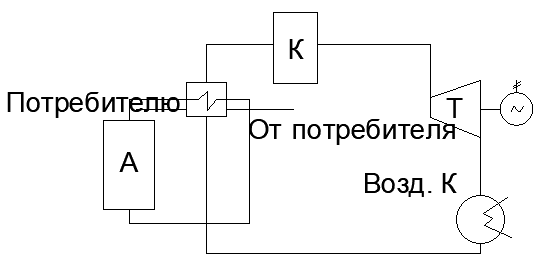 К
Потребителю
Т
От потребителя
А
Возд. К